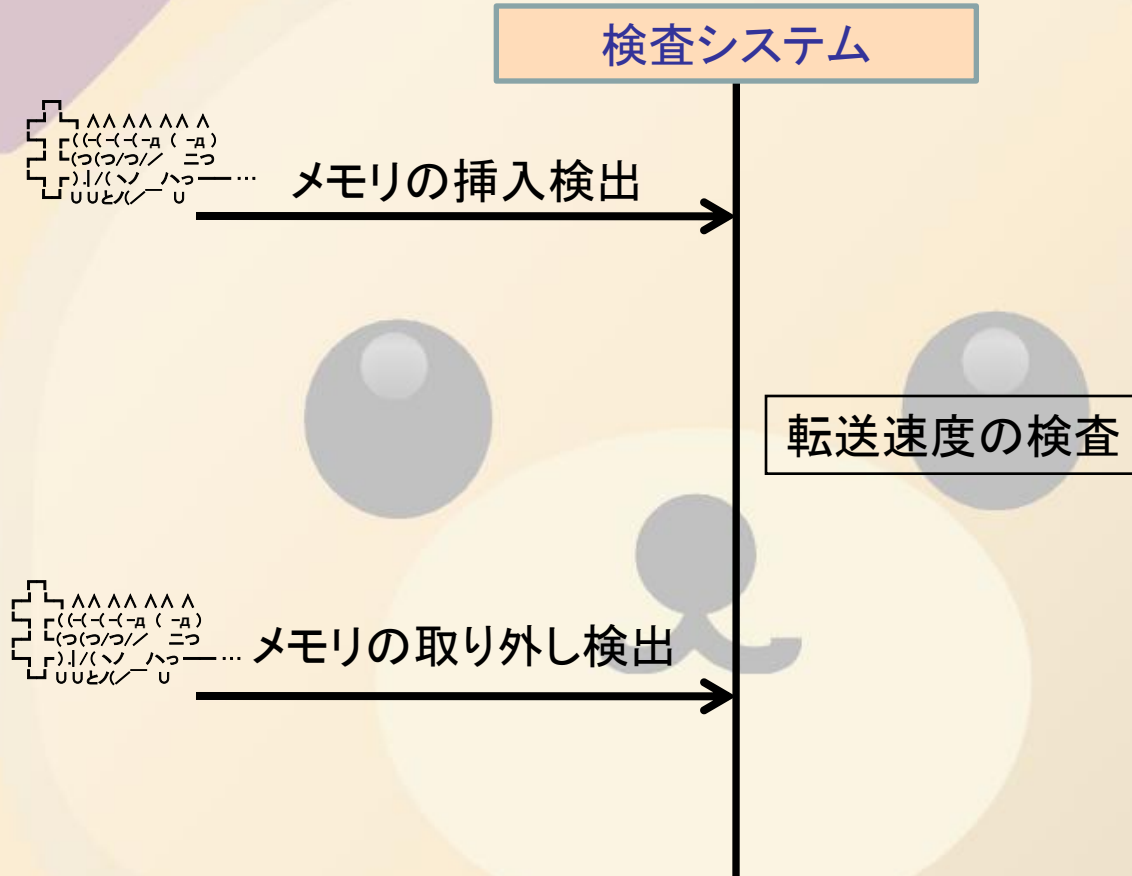 検査システム
メモリの挿入検出
転送速度の検査
メモリの取り外し検出